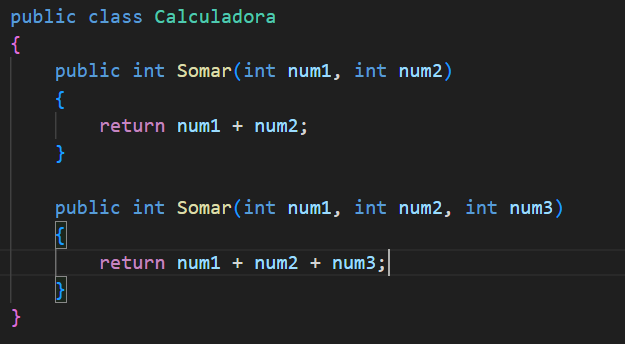 public class Calculadora
{
    public int Somar(int num1, int num2)
    {
        return num1 + num2;
    }

    public int Somar(int num1, int num2, int num3)
    {
        return num1 + num2 + num3;
    }
}